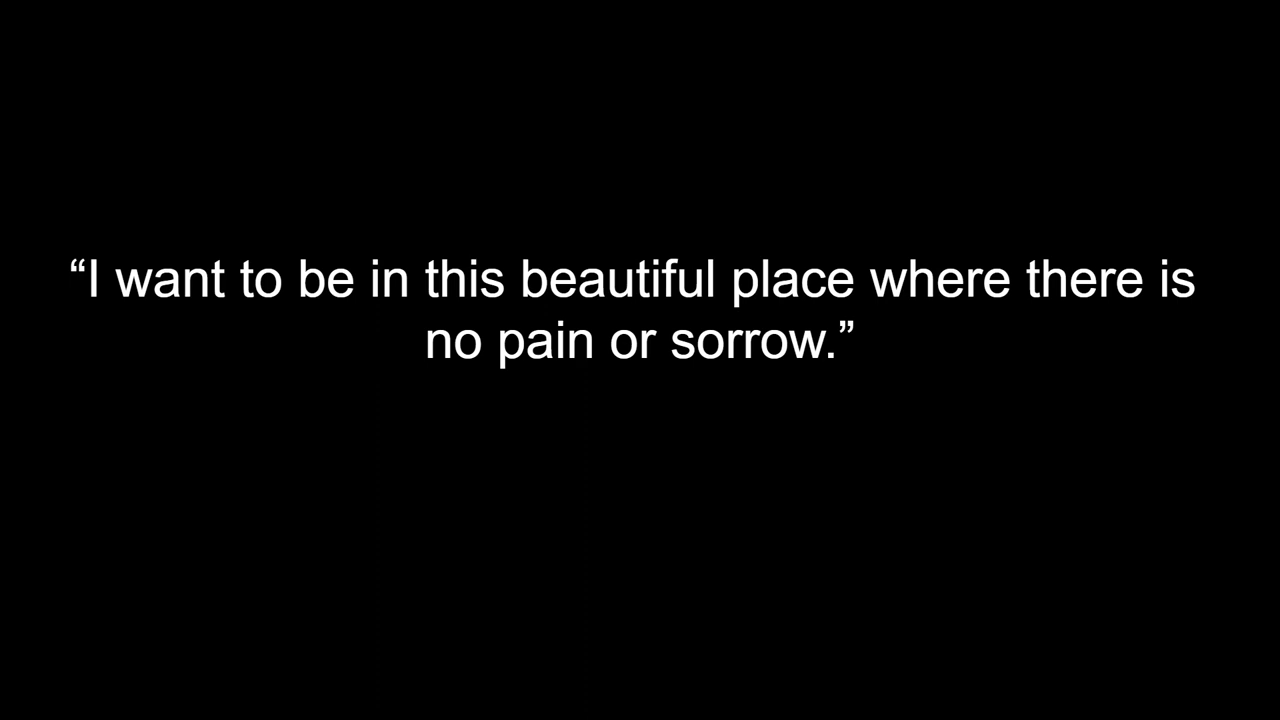 “I want to be in this beautiful place where there is
no pain or sorrow.”